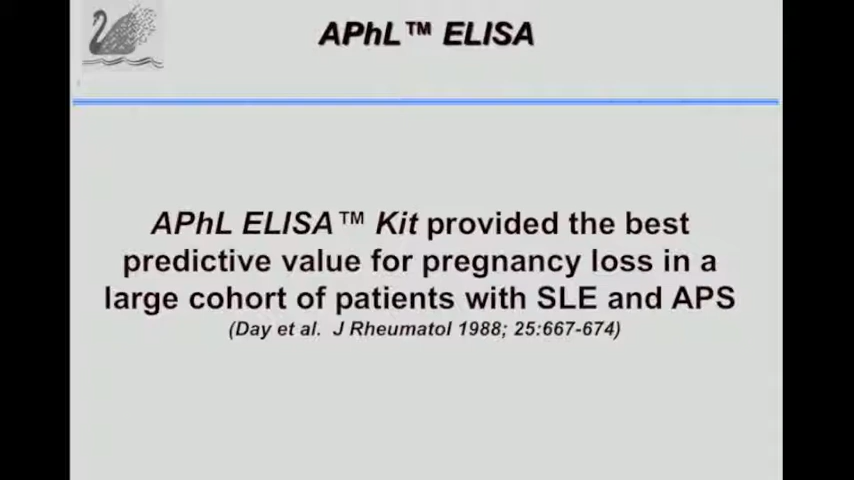 APhL™ ELISA
APhL ELISA™ Kit provided the best
predictive value for pregnancy loss in a
large cohort of patients with SLE and APS
(Day et al. J Rheumatol 1988; 25:667-674)